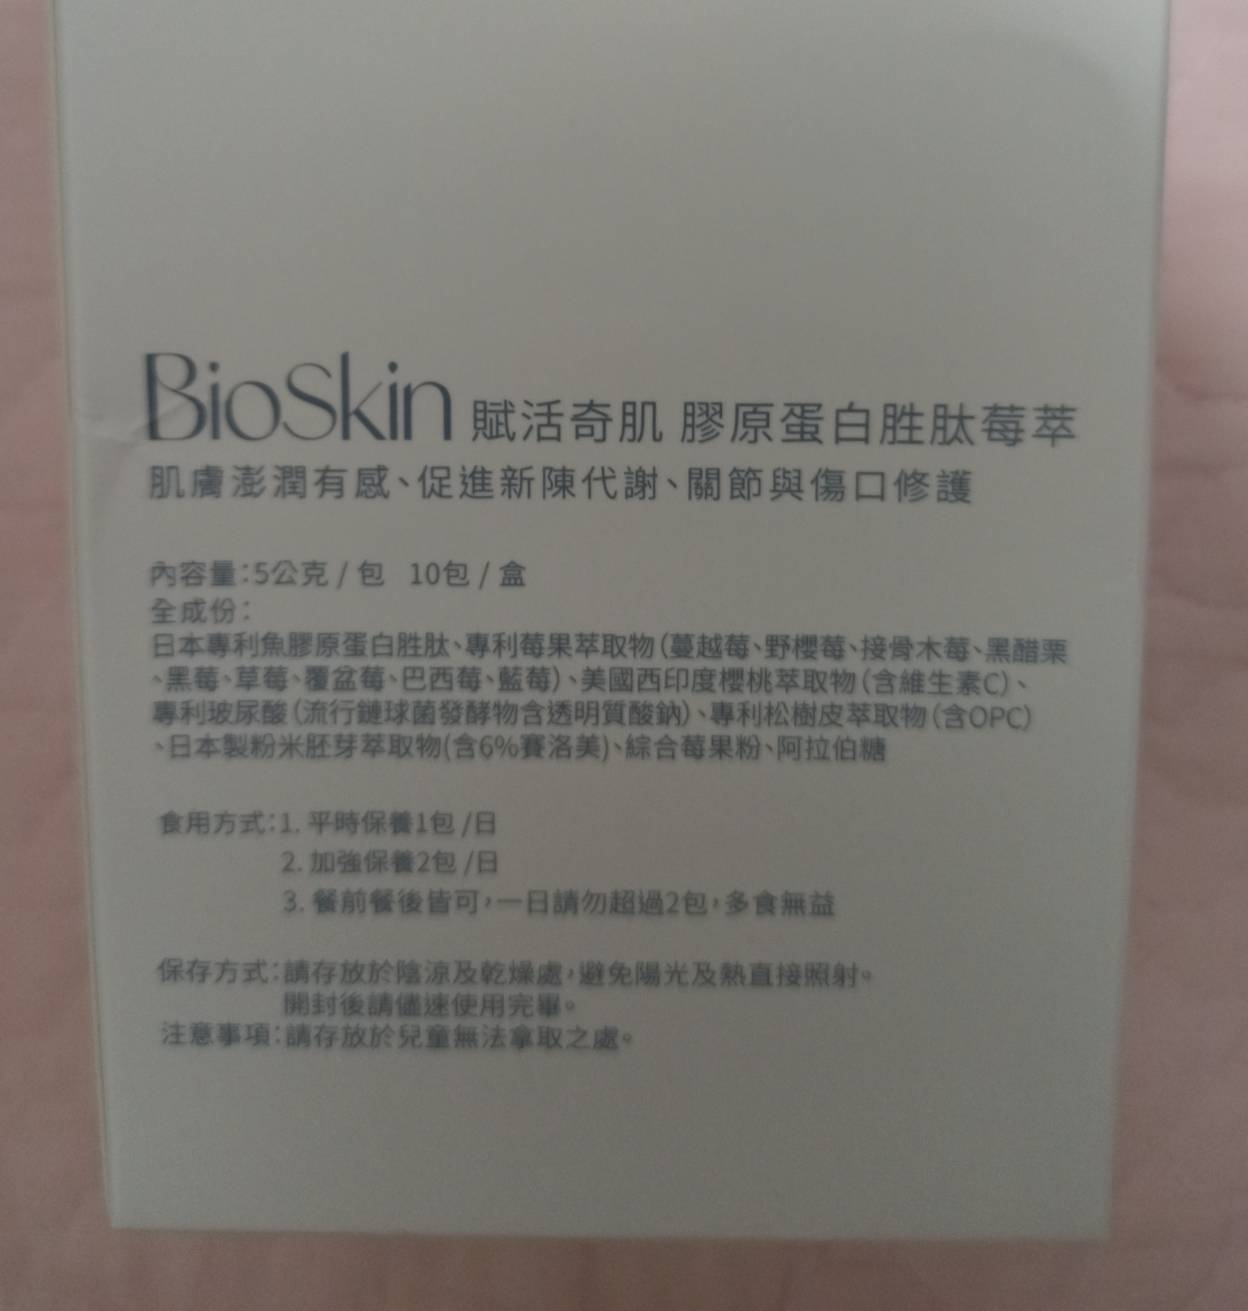 BioSkin 賦活奇肌 膠原蛋白胜肽莓萃
肌膚澎潤有感、促進新陳代謝、關節與傷口修護
內容量:5公克 / 包 10包 / 盒
全成份:
日本專利魚膠原蛋白胜肽、專利莓果萃取物(蔓越莓、野櫻莓、接骨木莓、黑醋栗
、黑莓、草莓、覆盆莓、巴西莓、藍莓)、美國西印度櫻桃萃取物(含維生素C)、
專利玻尿酸(流行鏈球菌發酵物含透明質酸鈉)、專利松樹皮萃取物(含OPC)
、日本製粉米胚芽萃取物(含6%賽洛美)、綜合莓果粉、阿拉伯糖
食用方式:1. 平時保養1包 /日
2. 加強保養2包 /日
3. 餐前餐後皆可,一日請勿超過2包,多食無益
保存方式:請存放於陰涼及乾燥處,避免陽光及熱直接照射。
開封後請儘速使用完畢。
注意事項:請存放於兒童無法拿取之處。